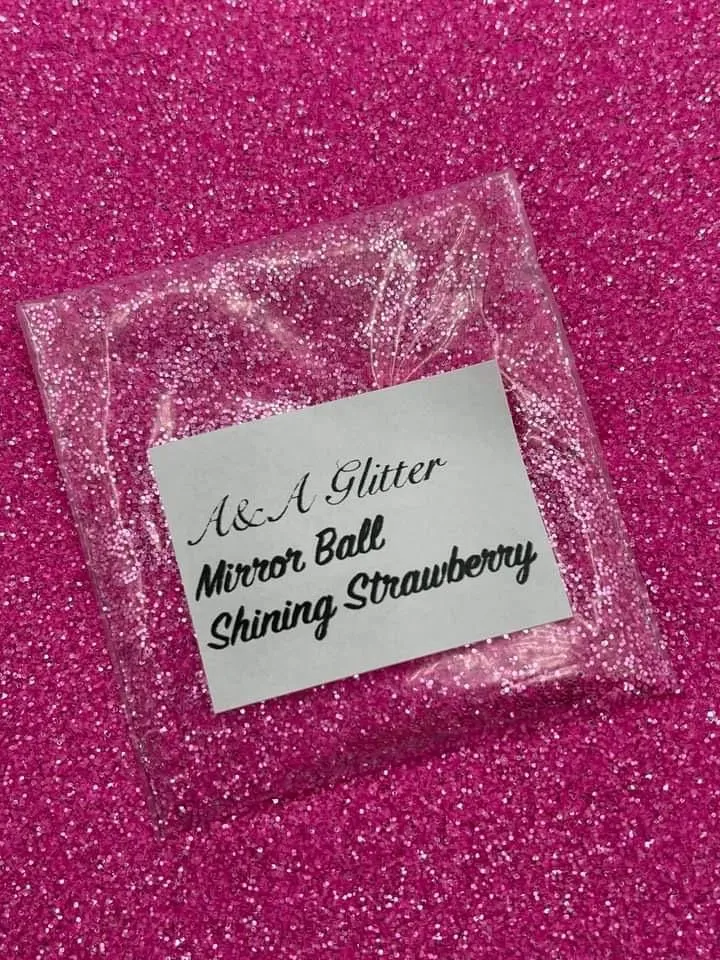 A&A Glitter
Mirror Ball
Shining Strawberry